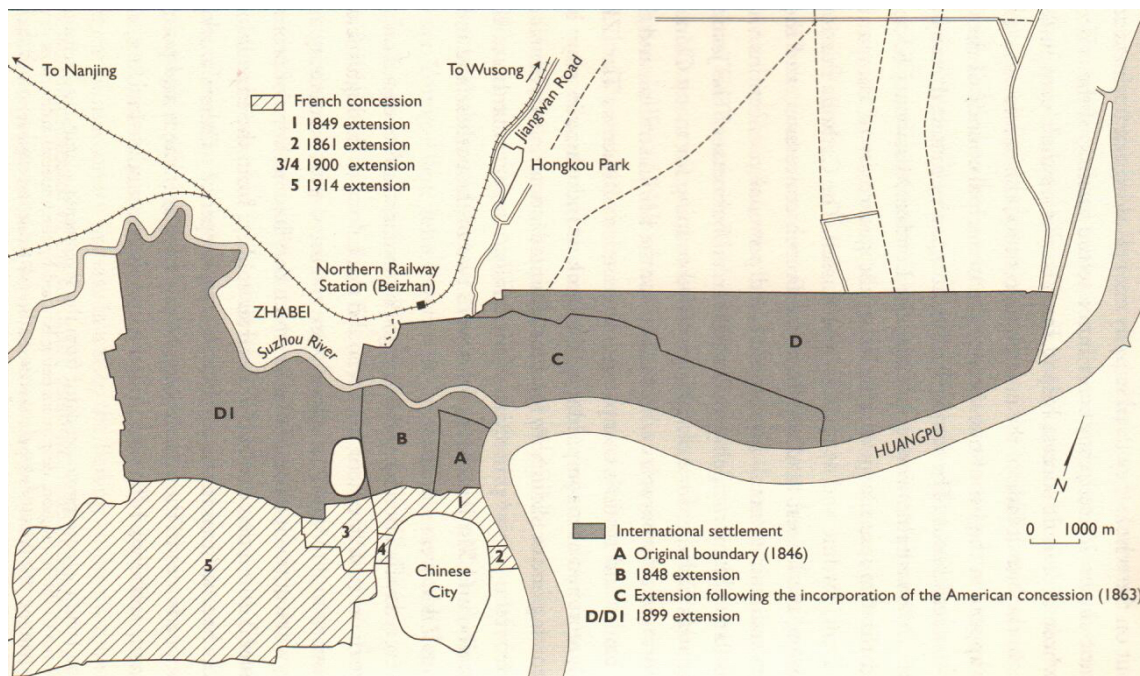 To Nanjing
To Wusong
Jiangwan Road
French concession
1 1849 extension
2 1861 extension
3/4 1900 extension
5 1914 extension
Hongkou Park
Northern Railway
Station (Beizhan)
ZHABEI
Suzhou River
D
C
D1
B
A
HUANGPU
N
1
3
4
2
5
Chinese
City
0 1000 m
International settlement
A Original boundary (1846)
B 1848 extension
C Extension following the incorporation of the American concession (1863)
D/D1 1899 extension